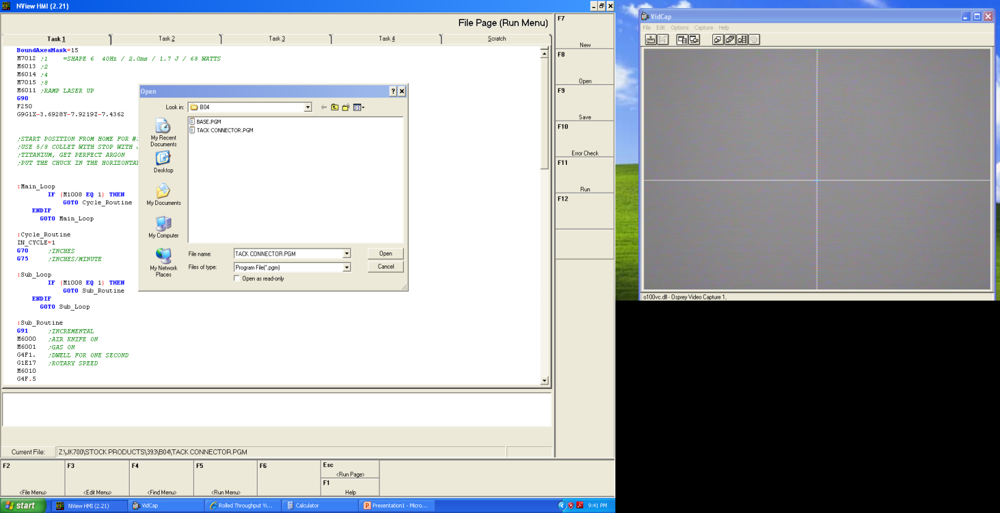 NView HMI (2.21)
File Page (Run Menu)
Task 1
Task 2
Task 3
Task 4
Scratch
BoundAxesMask=15
M7012 ;1 =SHAPE 6 40Hz / 2.0ms / 1.7 J / 68 WATTS
M6013 ;2
M6014 ;4
M7015 ;8
M6011 ;RAMP LASER UP
G90
F250
G9G1X-3.6928Y-7.9219Z-7.4362
;START POSITION FROM HOME FOR
;USE 5/8 COLLET WITH STOP WITH
;TITANIUM, GET PERFECT ARGON
;PUT THE CHUCK IN THE HORIZONTAL
:Main_Loop
IF (M1008 EQ 1) THEN
GOTO Cycle_Routine
ENDIF
GOTO Main_Loop
:Cycle_Routine
IN_CYCLE=1
G70 ;INCHES
G75 ;INCHES/MINUTE
:Sub_Loop
IF (M1008 EQ 1) THEN
GOTO Sub_Routine
ENDIF
GOTO Sub_Loop
:Sub_Routine
G91 ;INCREMENTAL
M6000 ;AIR KNIFE ON
M6001 ;GAS ON
G4F1. ;DWELL FOR ONE SECOND
G1E17 ;ROTARY SPEED
M6010
G4F.5
Open
Look in:
B04
My Recent
Documents
Desktop
My Documents
My Computer
My Network
Places
BASE.PGM
TACK CONNECTOR.PGM
File name:
TACK CONNECTOR.PGM
Open
Files of type:
Program File(*.pgm)
Cancel
Open as read-only
F7
New
F8
Open
F9
Save
F10
Error Check
F11
Run
F12
Current File:
Z:\JK700\STOCK PRODUCTS\393\B04\TACK CONNECTOR.PGM
F2
<File Menu>
F3
<Edit Menu>
F4
<Find Menu>
F5
<Run Menu>
F6
Esc
<Run Page>
F1
Help
start
NView HMI (2.21)
VidCap
Rolled Throughput Yi...
Calculator
Presentation1 - Micro...
9:41 PM
VidCap
File Edit Options Capture Help
o100vc.dll - Osprey Video Capture 1,